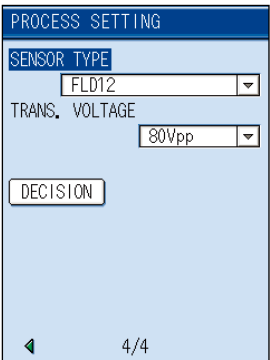 PROCESS SETTING
SENSOR TYPE
FLD12
TRANS. VOLTAGE
80Vpp
DECISION
4/4